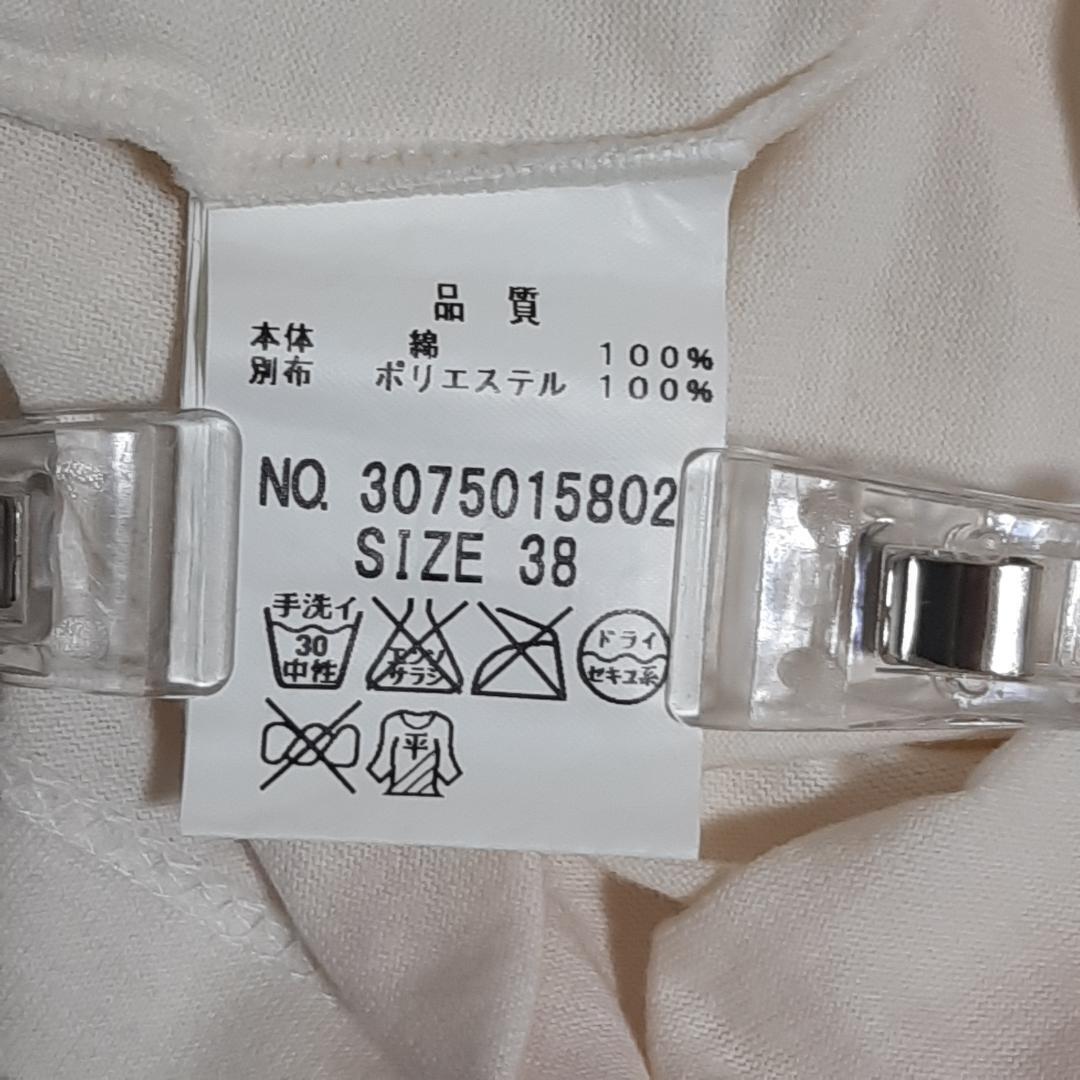 品 質
本体 綿 100%
別布 ポリエステル 100%
NO. 3075015802
SIZE 38
手洗イ
30
中性
エンソ
サラシ
ドライ
セキユ系
平